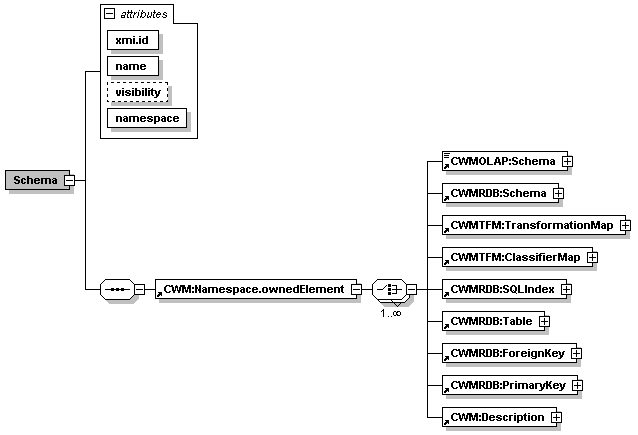 attributes
xmi.id
name
visibility
namespace
Schema
CWM:Namespace.ownedElement
1..∞
CWMOLAP:Schema
CWMRDB:Schema
CWMTFM:TransformationMap
CWMTFM:ClassifierMap
CWMRDB:SQLIndex
CWMRDB:Table
CWMRDB:ForeignKey
CWMRDB:PrimaryKey
CWM:Description